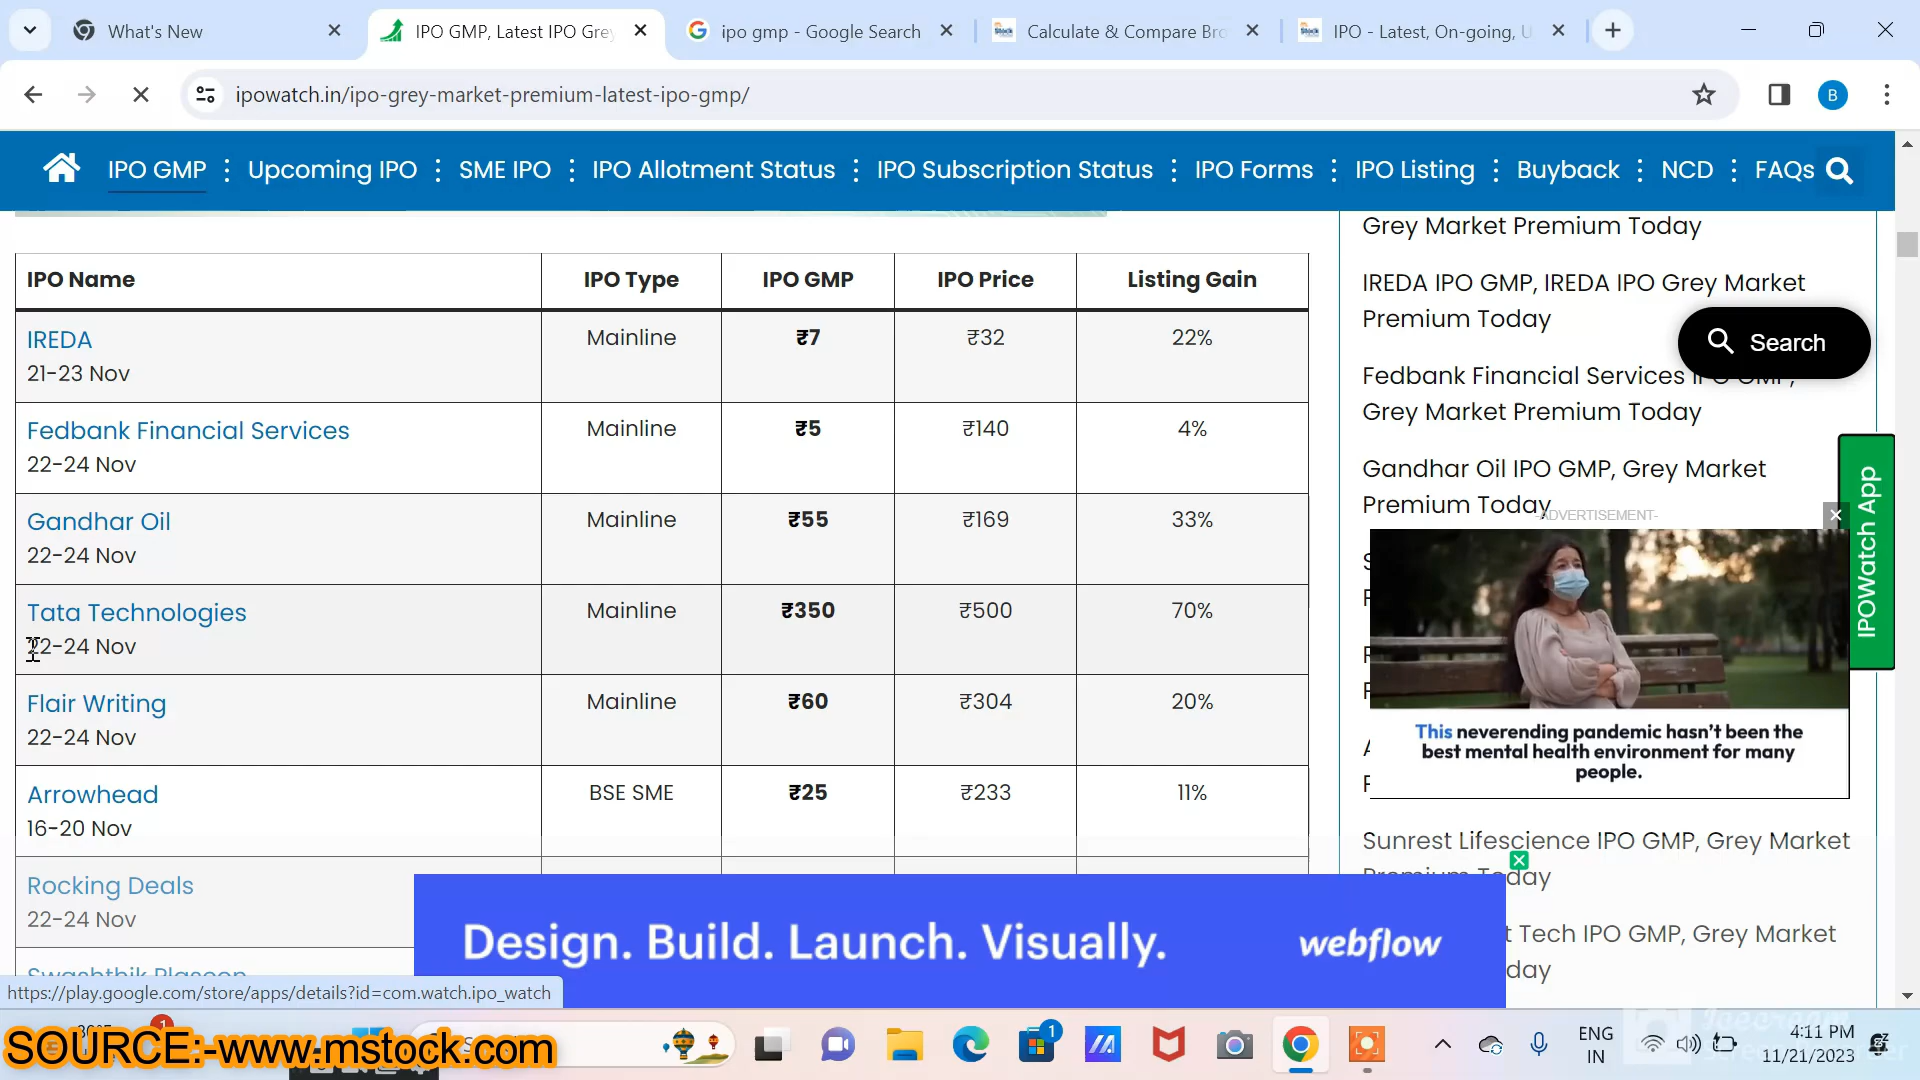 What's New
IPO GMP, Latest IPO Grey
ipo gmp - Google Search
Calculate & Compare Bro
IPO - Latest, On-going, U
ipowatch.in/ipo-grey-market-premium-latest-ipo-gmp/
B
IPO GMP
Upcoming IPO
SME IPO
IPO Allotment Status
IPO Subscription Status
IPO Forms
IPO Listing
Buyback
NCD
FAQs
IPO Name IPO Type IPO GMP IPO Price Listing Gain
IREDA Mainline ₹7 ₹32 22%
21-23 Nov
Fedbank Financial Services Mainline ₹5 ₹140 4%
22-24 Nov
Gandhar Oil Mainline ₹55 ₹169 33%
22-24 Nov
Tata Technologies Mainline ₹350 ₹500 70%
22-24 Nov
Flair Writing Mainline ₹60 ₹304 20%
22-24 Nov
Arrowhead BSE SME ₹25 ₹233 11%
16-20 Nov
Rocking Deals
22-24 Nov
Grey Market Premium Today
IREDA IPO GMP, IREDA IPO Grey Market
Premium Today
Search
Fedbank Financial Services IPO GMP,
Grey Market Premium Today
Gandhar Oil IPO GMP, Grey Market
Premium Today
-ADVERTISEMENT-
IPOWatch App
This neverending pandemic hasn't been the
best mental health environment for many
people.
Sunrest Lifescience IPO GMP, Grey Market
Premium Today
Tech IPO GMP, Grey Market
day
Design. Build. Launch. Visually.
webflow
https://play.google.com/store/apps/details?id=com.watch.ipo_watch
SOURCE:-www.mstock.com
1
1
ENG
IN
4:11 PM
11/21/2023